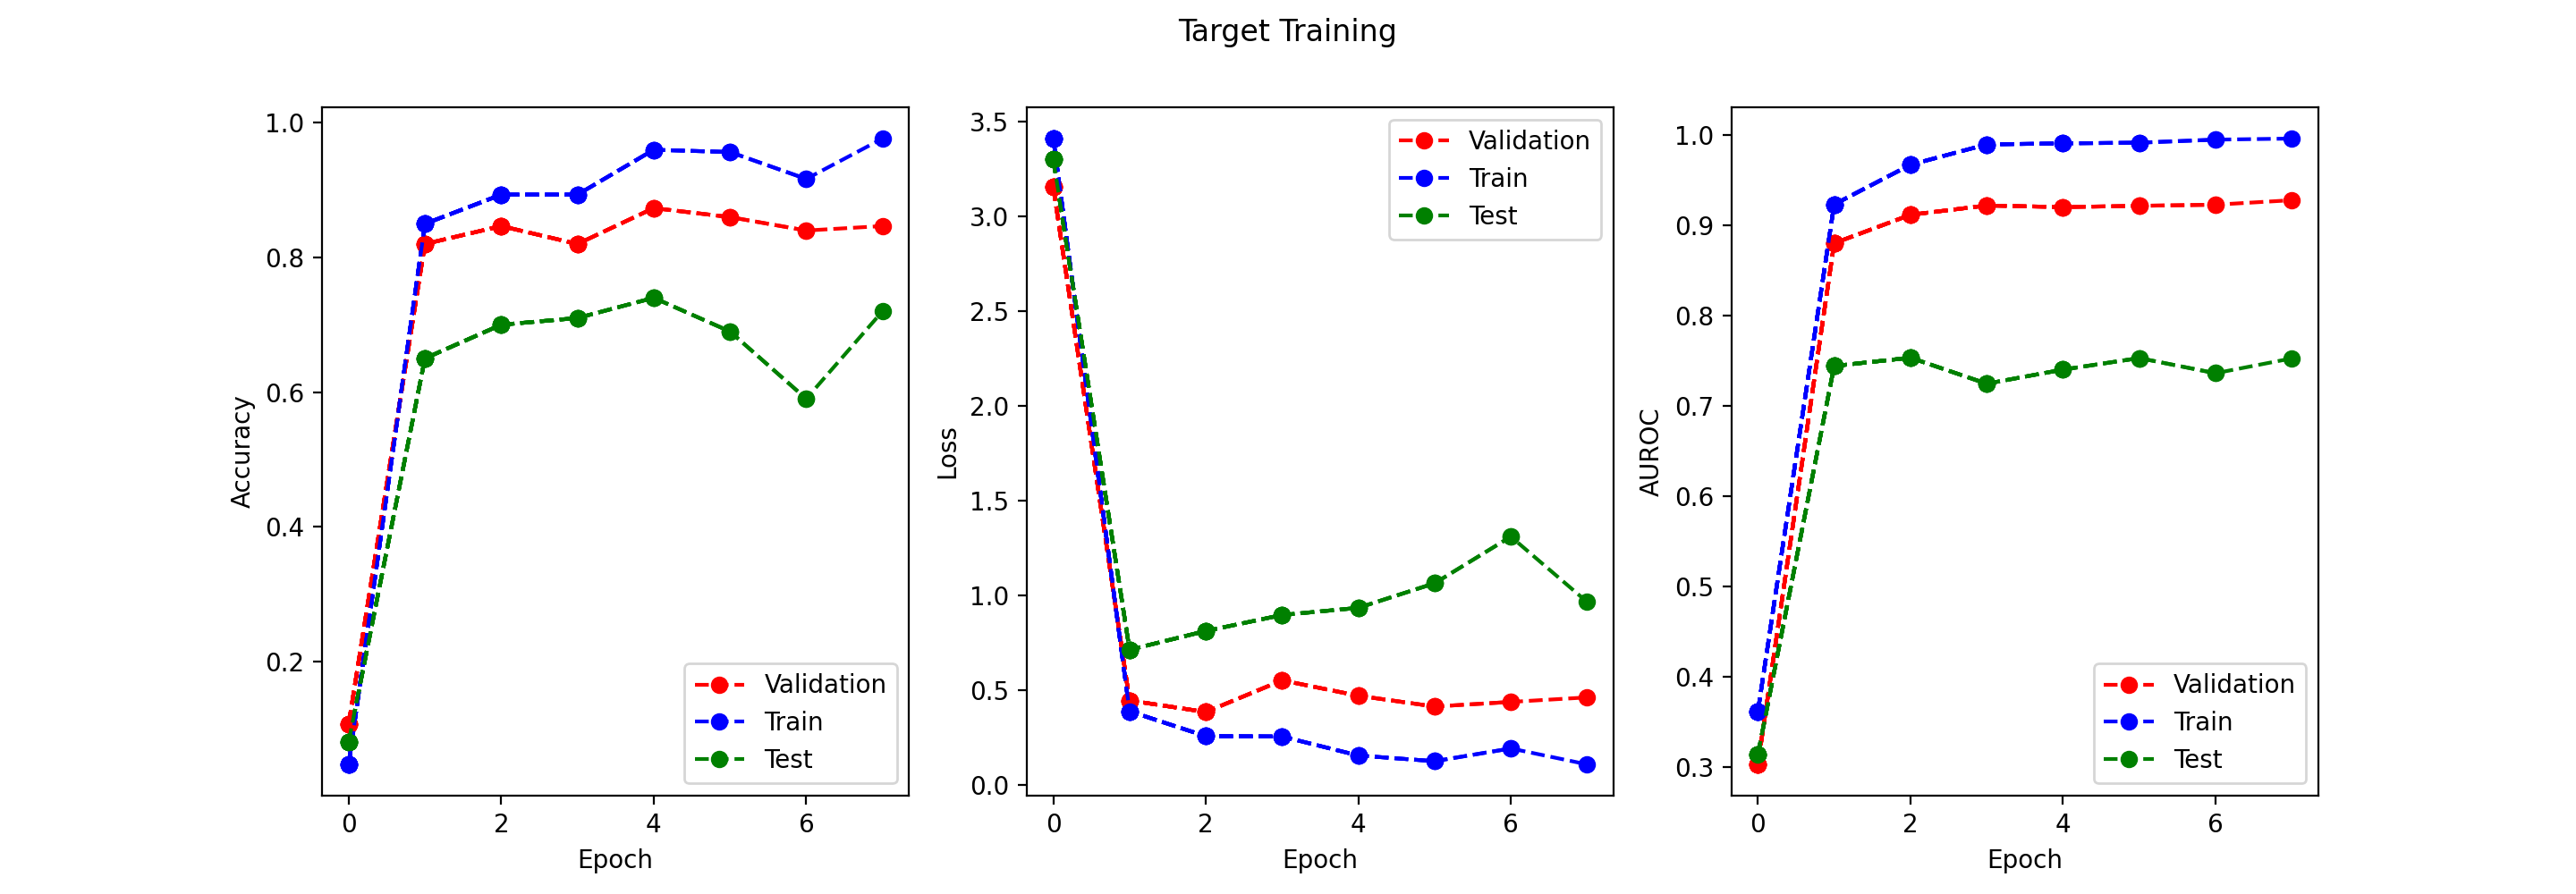 Target Training
Accuracy
1.0
0.8
0.6
0.4
0.2
0 2 4 6
Epoch
Validation
Train
Test
Loss
3.5
3.0
2.5
2.0
1.5
1.0
0.5
0.0
0 2 4 6
Epoch
Validation
Train
Test
AUROC
1.0
0.9
0.8
0.7
0.6
0.5
0.4
0.3
0 2 4 6
Epoch
Validation
Train
Test